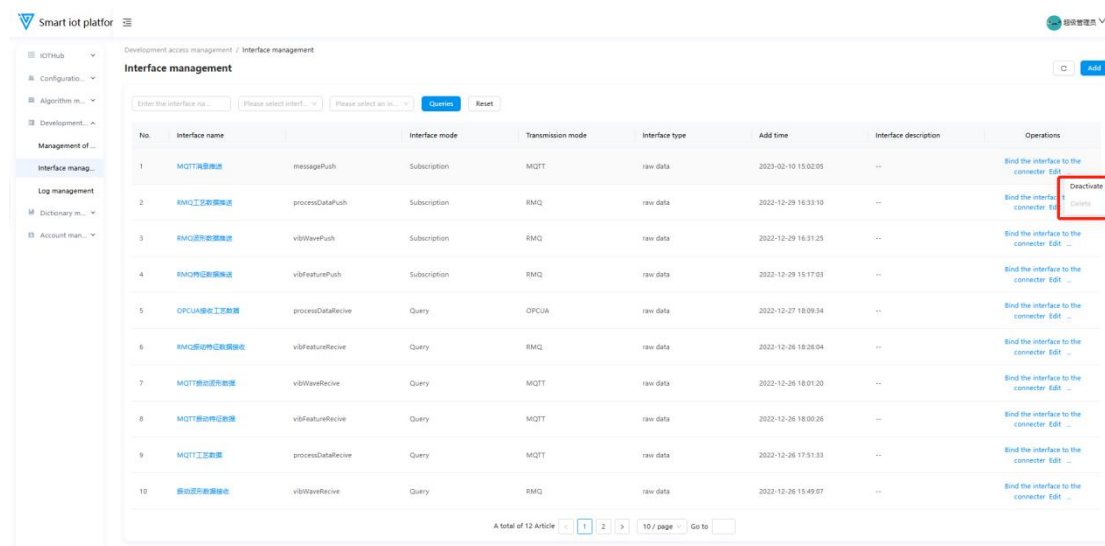 Smart iot platfor
超级管理员
IOTHub
Configuratio...
Algorithm m...
Development...
Management of ...
Interface manag...
Log management
Dictionary m...
Account man...
Development access management / Interface management
Interface management
Add
Enter the interface na...
Please select interf...
Please select an in...
Queries
Reset
No. Interface name Interface mode Transmission mode Interface type Add time Interface description Operations
1 MQTT消息推送 messagePush Subscription MQTT raw data 2023-02-10 15:02:05 -- Bind the interface to the
connecter Edit ...
Deactivate
Delete
2 RMQ工艺数据推送 processDataPush Subscription RMQ raw data 2022-12-29 16:33:10 -- Bind the interfac
connecter Ed
3 RMQ波形数据推送 vibWavePush Subscription RMQ raw data 2022-12-29 16:31:25 -- Bind the interface to the
connecter Edit ...
4 RMQ特征数据推送 vibFeaturePush Subscription RMQ raw data 2022-12-29 15:17:03 -- Bind the interface to the
connecter Edit ...
5 OPCUA接收工艺数据 processDataRecive Query OPCUA raw data 2022-12-27 18:09:34 -- Bind the interface to the
connecter Edit ...
6 RMQ振动特征数据接收 vibFeatureRecive Query RMQ raw data 2022-12-26 18:26:04 -- Bind the interface to the
connecter Edit ...
7 MQTT振动波形数据 vibWaveRecive Query MQTT raw data 2022-12-26 18:01:20 -- Bind the interface to the
connecter Edit ...
8 MQTT振动特征数据 vibFeatureRecive Query MQTT raw data 2022-12-26 18:00:26 -- Bind the interface to the
connecter Edit ...
9 MQTT工艺数据 processDataRecive Query MQTT raw data 2022-12-26 17:51:33 -- Bind the interface to the
connecter Edit ...
10 振动波形数据接收 vibWaveRecive Query RMQ raw data 2022-12-26 15:49:07 -- Bind the interface to the
connecter Edit ...
A total of 12 Article < 1 2 > 10 / page Go to